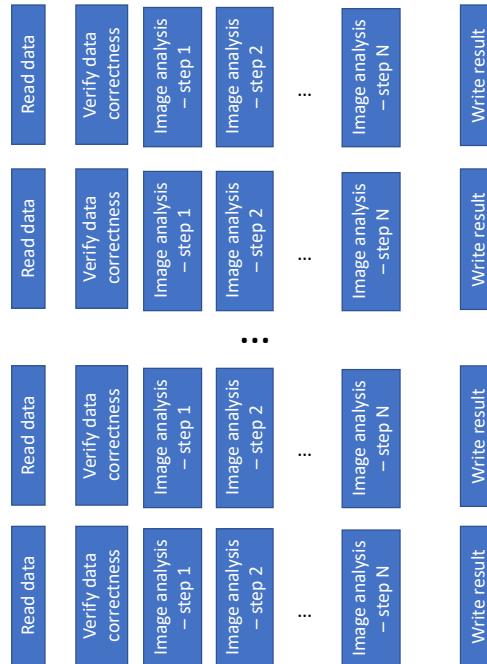 Read data
Verify data
correctness
Image analysis
– step 1
Image analysis
– step 2
...
Image analysis
– step N
Write result
Read data
Verify data
correctness
Image analysis
– step 1
Image analysis
– step 2
...
Image analysis
– step N
Write result
...
Read data
Verify data
correctness
Image analysis
– step 1
Image analysis
– step 2
...
Image analysis
– step N
Write result
Read data
Verify data
correctness
Image analysis
– step 1
Image analysis
– step 2
...
Image analysis
– step N
Write result